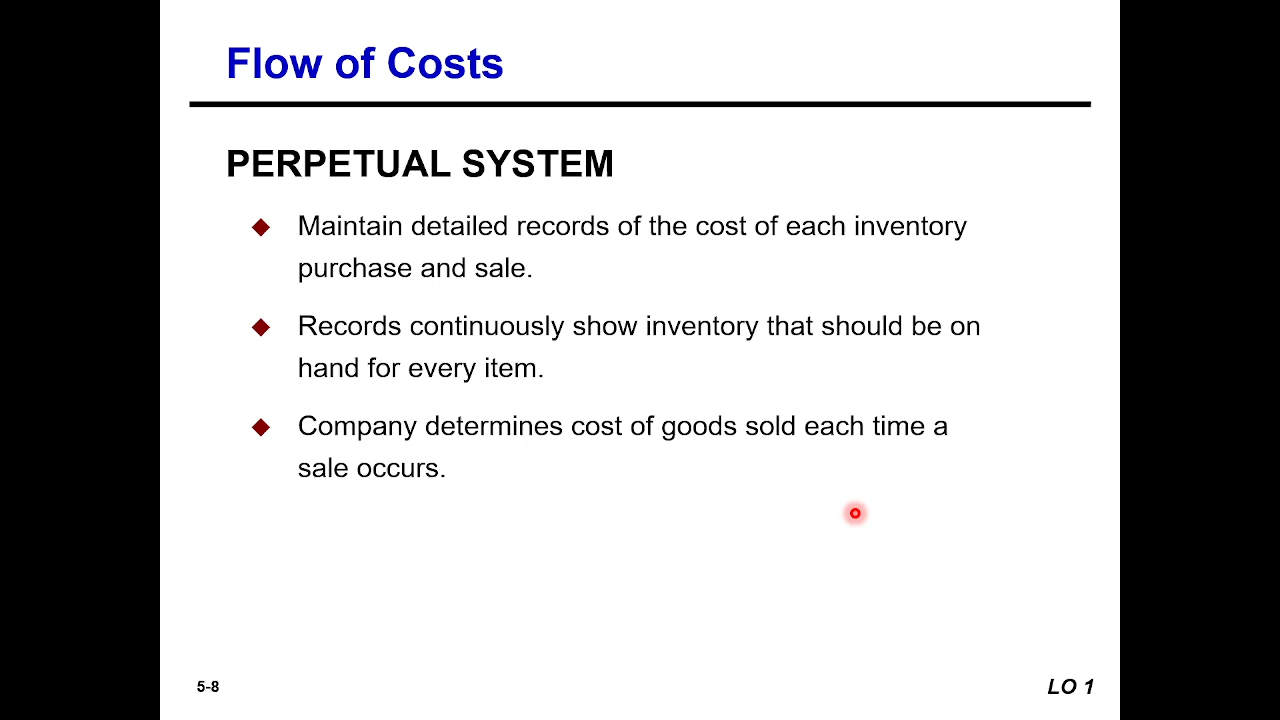 Flow of Costs
PERPETUAL SYSTEM
Maintain detailed records of the cost of each inventory
purchase and sale.
Records continuously show inventory that should be on
hand for every item.
Company determines cost of goods sold each time a
sale occurs.
5-8
LO 1